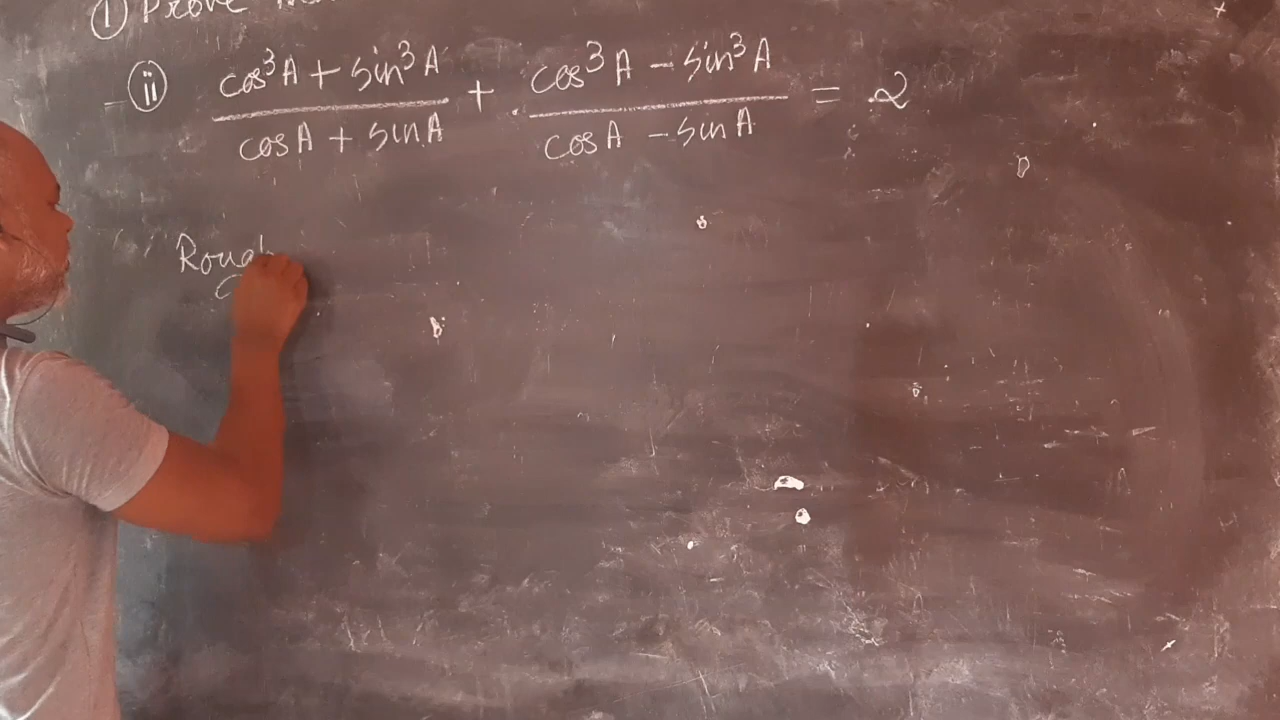 ① Prove
ⓘⓘ (cos³A + sin³A)/(cosA + sinA) + (cos³A - sin³A)/(cosA - sinA) = 2
Rough